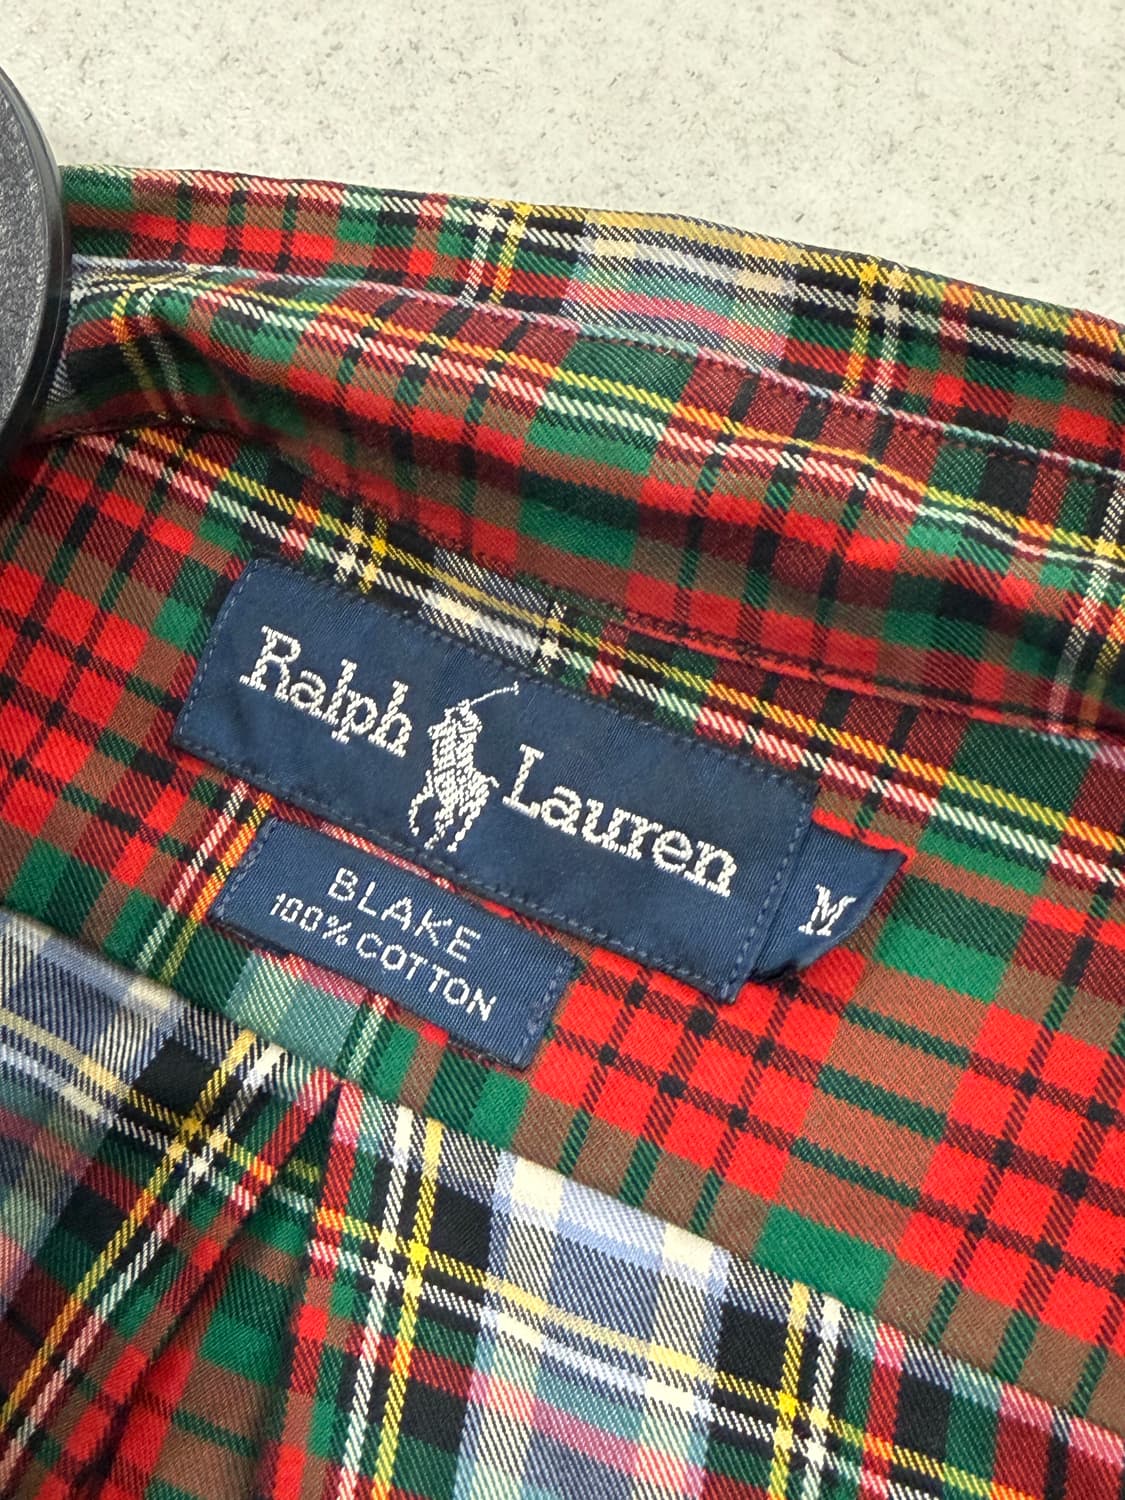 Ralph Lauren
M
BLAKE
100% COTTON